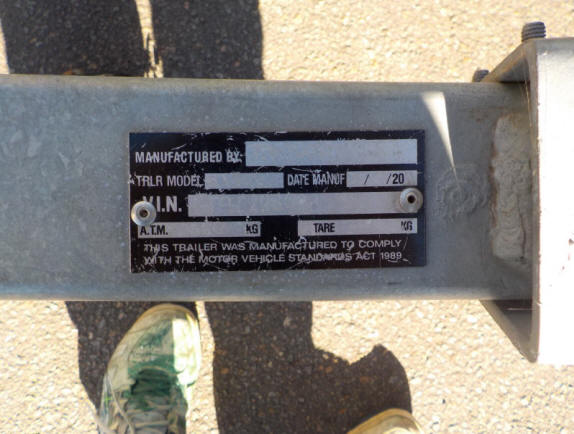 MANUFACTURED BY:
TRLR MODEL DATE MANUF / /20
V.I.N.
A.T.M. KG TARE KG
THIS TRAILER WAS MANUFACTURED TO COMPLY
WITH THE MOTOR VEHICLE STANDARDS ACT 1989